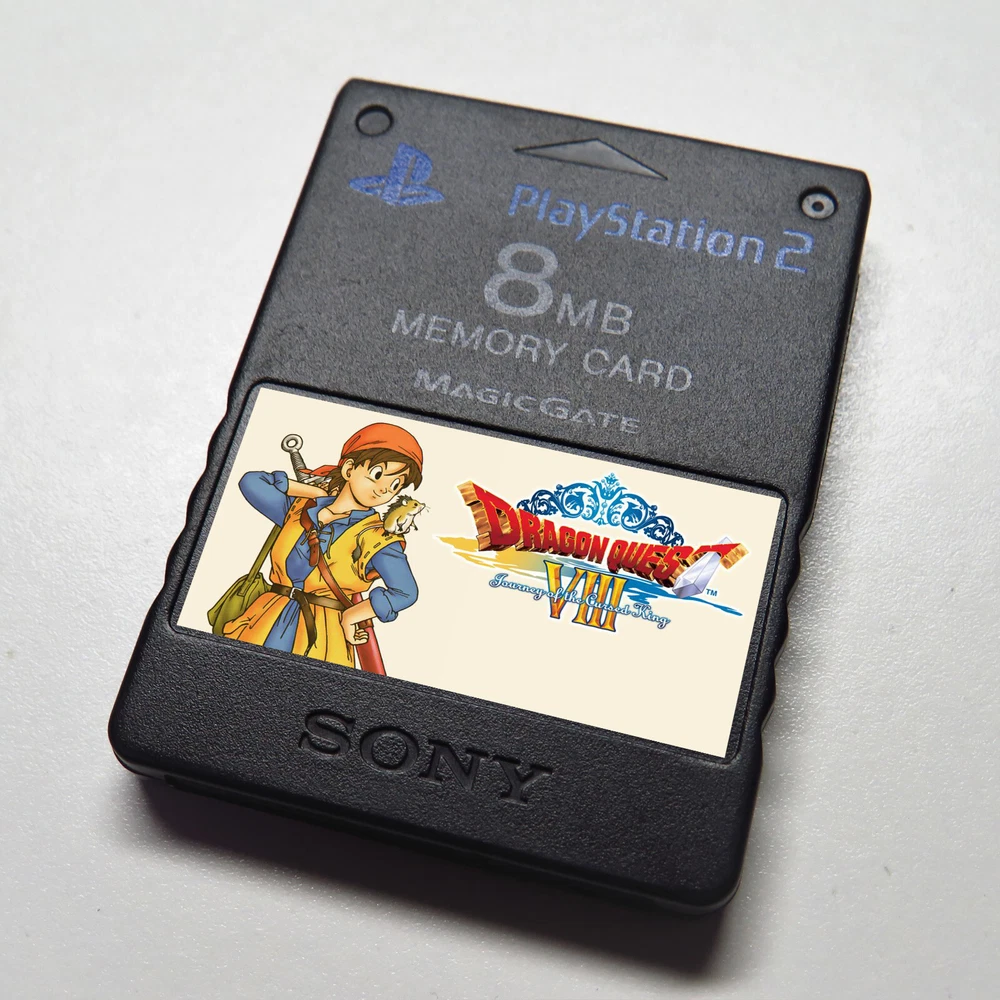 PlayStation 2
8MB
MEMORY CARD
MAGICGATE
DRAGON QUEST
VIII
Journey of the Cursed King
TM
SONY